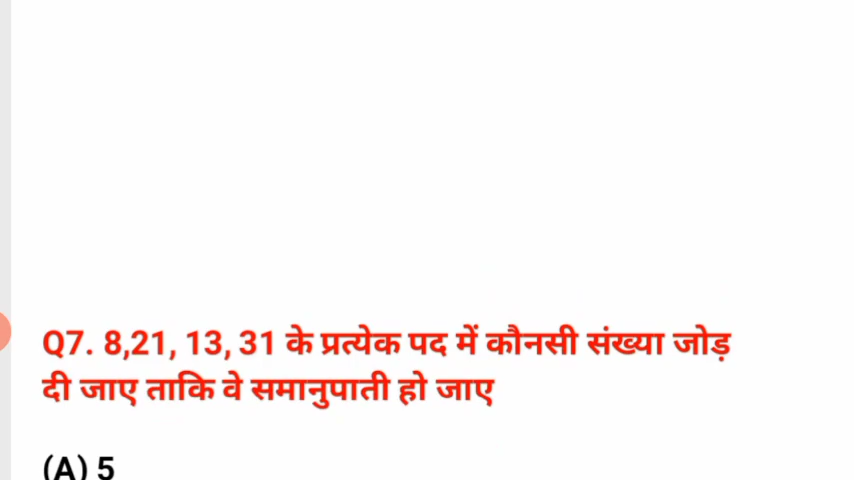 Q7. 8,21, 13, 31 के प्रत्येक पद में कौनसी संख्या जोड़
दी जाए ताकि वे समानुपाती हो जाए
(A) 5